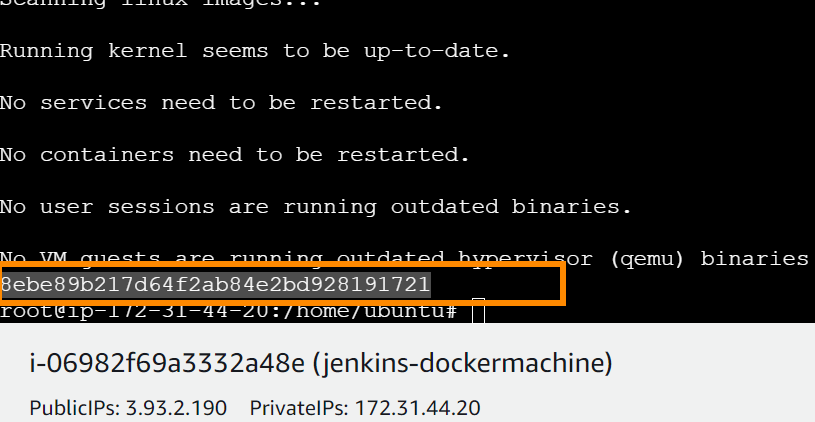 Scanning linux images...
Running kernel seems to be up-to-date.
No services need to be restarted.
No containers need to be restarted.
No user sessions are running outdated binaries.
No VM guests are running outdated hypervisor (qemu) binaries
8ebe89b217d64f2ab84e2bd928191721
root@ip-172-31-44-20:/home/ubuntu#
i-06982f69a3332a48e (jenkins-dockermachine)
PublicIPs: 3.93.2.190 PrivateIPs: 172.31.44.20